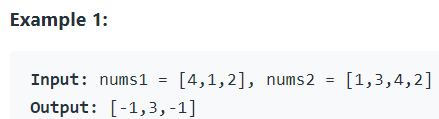 Example 1:
Input: nums1 = [4,1,2], nums2 = [1,3,4,2]
Output: [-1,3,-1]